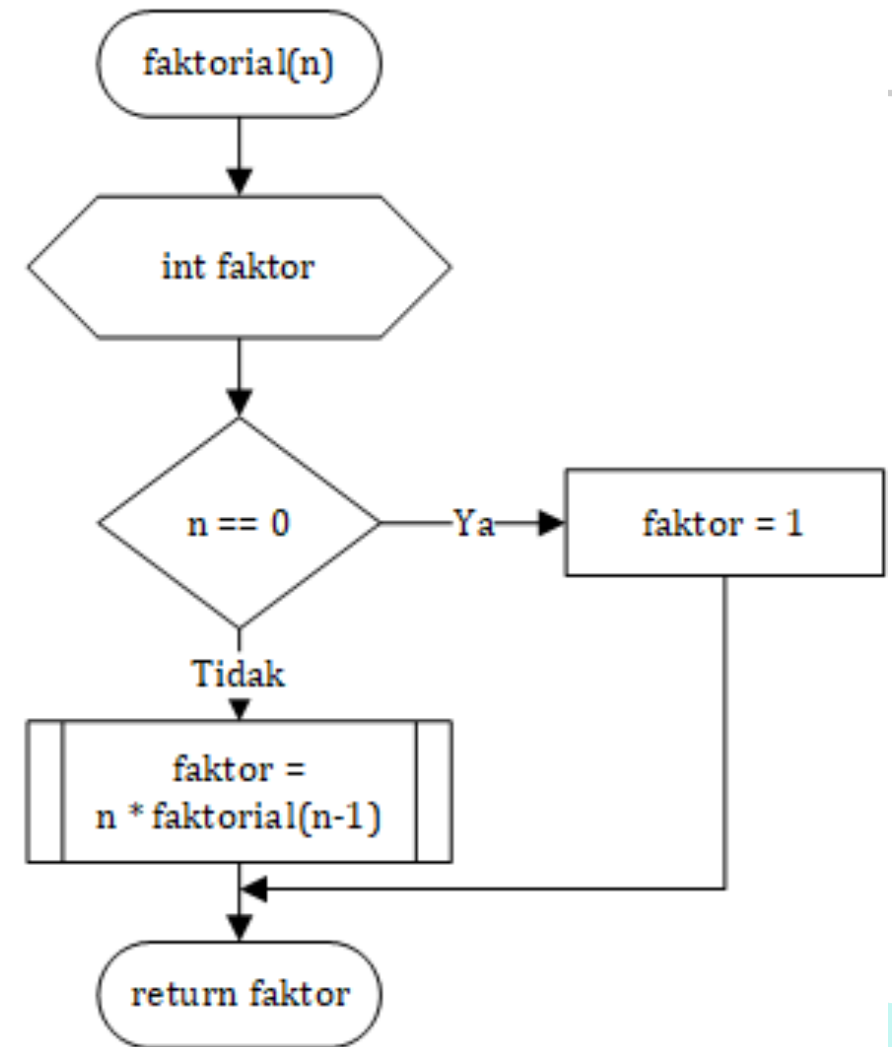 faktorial(n)
int faktor
n == 0
Ya
faktor = 1
Tidak
faktor =
n * faktorial(n-1)
return faktor